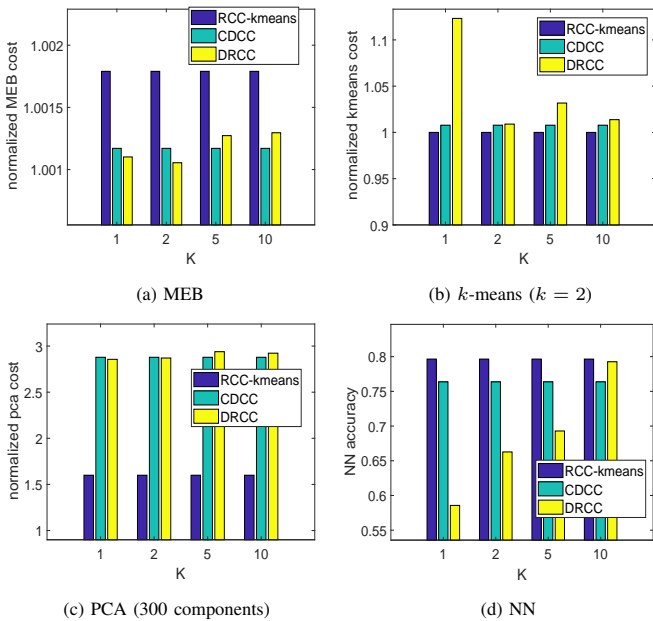 normalized MEB cost
1.002
1.0015
1.001
RCC-kmeans
CDCC
DRCC
1 2 5 10
K
(a) MEB
normalized kmeans cost
1.1
1.05
1
0.95
0.9
RCC-kmeans
CDCC
DRCC
1 2 5 10
K
(b) k-means (k = 2)
normalized pca cost
3
2.5
2
1.5
1
RCC-kmeans
CDCC
DRCC
1 2 5 10
K
(c) PCA (300 components)
NN accuracy
0.8
0.75
0.7
0.65
0.6
0.55
RCC-kmeans
CDCC
DRCC
1 2 5 10
K
(d) NN